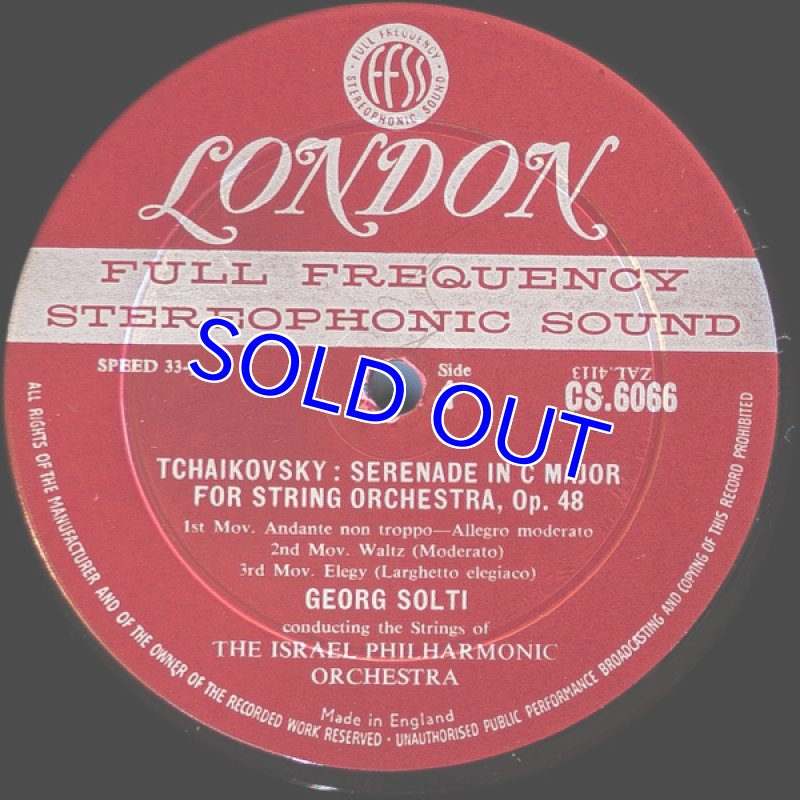 FULL FREQUENCY
FFSS
STEREOPHONIC SOUND
LONDON
FULL FREQUENCY
STEREOPHONIC SOUND
SPEED 33-
Side
ZAL.4113
CS.6066
SOLD OUT
TCHAIKOVSKY : SERENADE IN C MAJOR
FOR STRING ORCHESTRA, Op. 48
1st Mov. Andante non troppo—Allegro moderato
2nd Mov. Waltz (Moderato)
3rd Mov. Elegy (Larghetto elegiaco)
GEORG SOLTI
conducting the Strings of
THE ISRAEL PHILHARMONIC
ORCHESTRA
Made in England
ALL RIGHTS OF THE MANUFACTURER AND OF THE OWNER OF THE RECORDED WORK RESERVED · UNAUTHORISED PUBLIC PERFORMANCE BROADCASTING AND COPYING OF THIS RECORD PROHIBITED